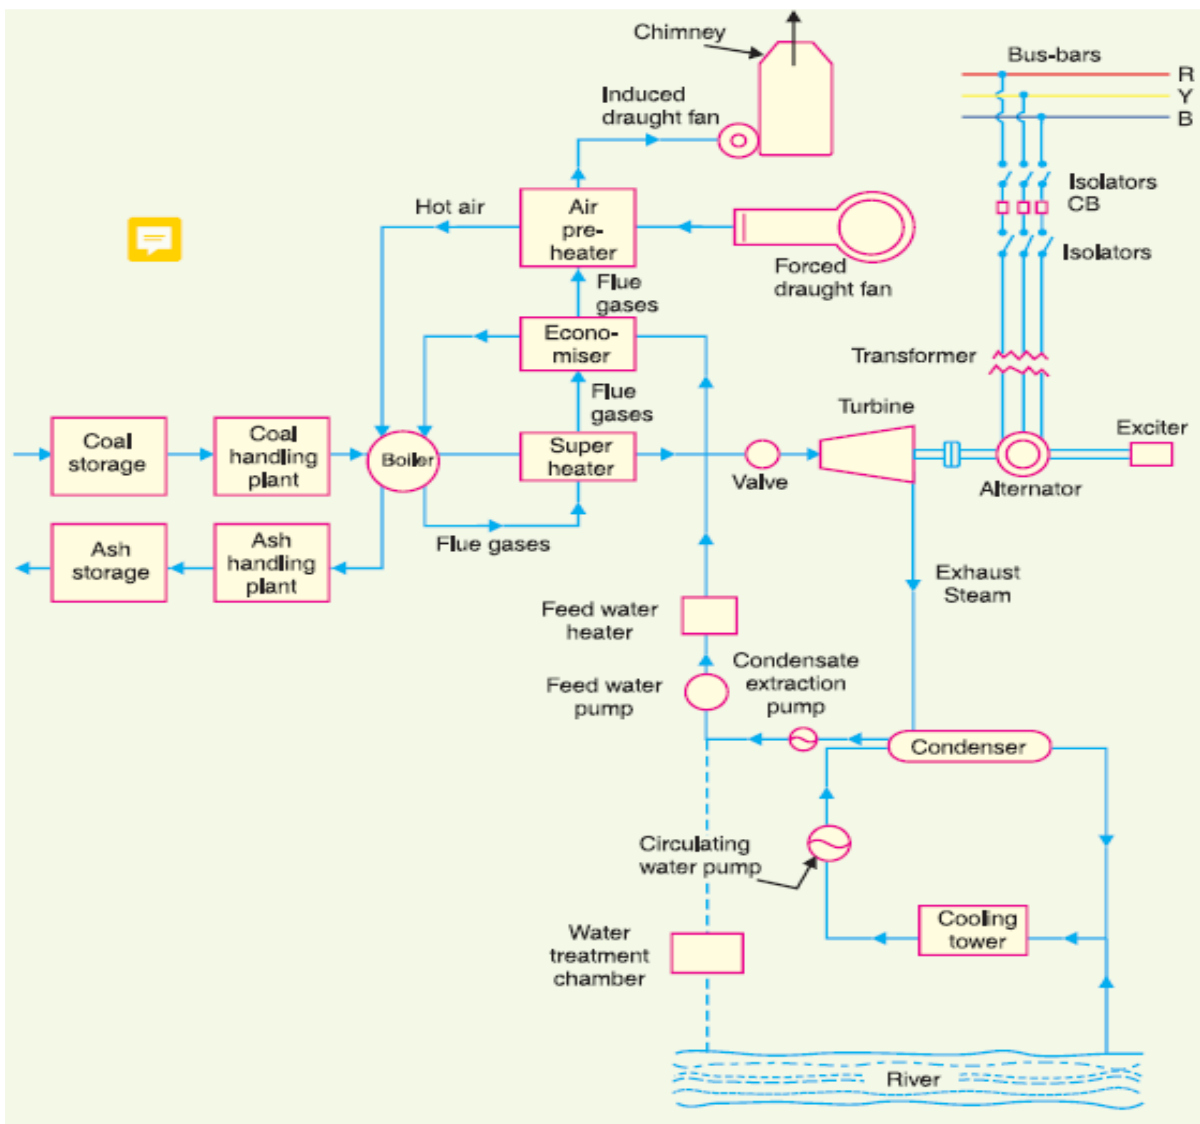 Chimney
Bus-bars
R
Y
B
Induced
draught fan
Isolators
CB
Isolators
Hot air
Air
pre-
heater
Forced
draught fan
Flue
gases
Econo-
miser
Transformer
Flue
gases
Turbine
Exciter
Coal
storage
Coal
handling
plant
Boiler
Super
heater
Valve
Alternator
Flue gases
Ash
storage
Ash
handling
plant
Exhaust
Steam
Feed water
heater
Condensate
extraction
pump
Feed water
pump
Condenser
Circulating
water pump
Cooling
tower
Water
treatment
chamber
River